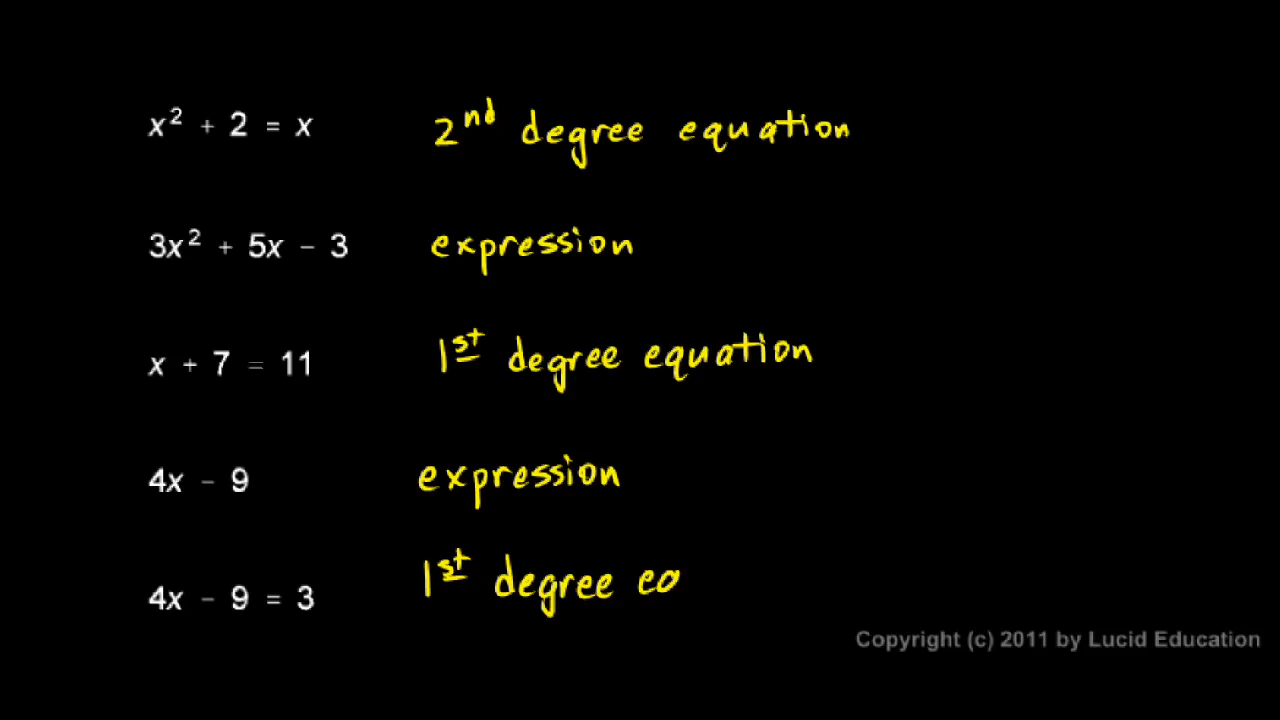 x² + 2 = x 2nd degree equation
3x² + 5x − 3 expression
x + 7 = 11 1st degree equation
4x − 9 expression
4x − 9 = 3 1st degree eo
Copyright (c) 2011 by Lucid Education